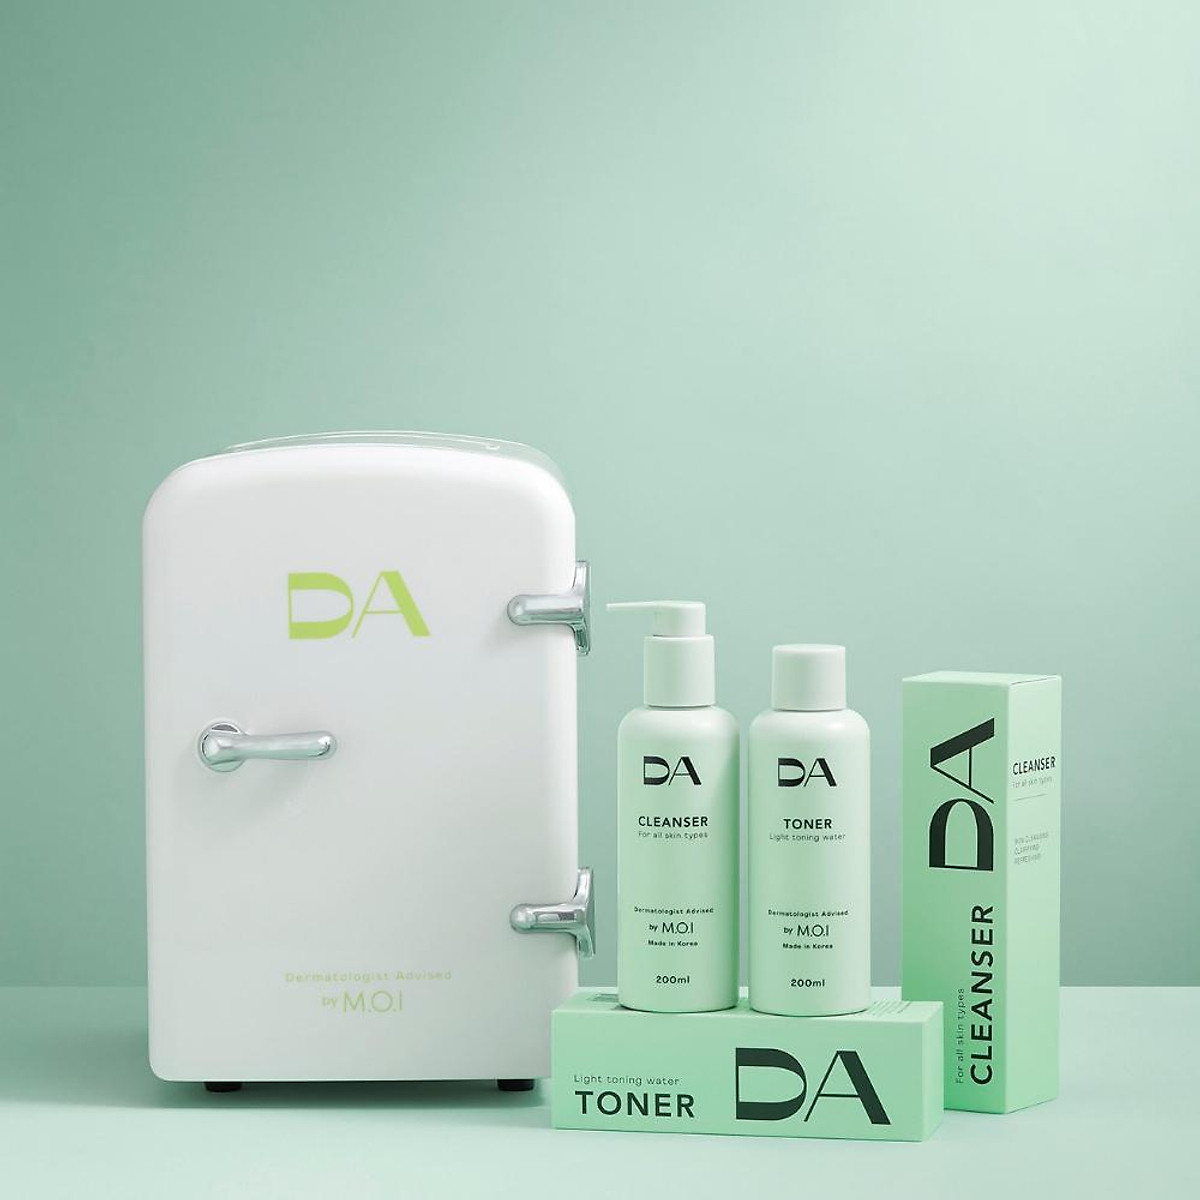 DA
Dermatologist Advised
by M.O.I
DA
CLEANSER
For all skin types
Dermatologist Advised
by M.O.I
Made in Korea
200ml
DA
TONER
Light toning water
Dermatologist Advised
by M.O.I
Made in Korea
200ml
Light toning water
TONER
DA
DA
CLEANSER
For all skin types
CLEANSER
For all skin types
CLARIFYING
REFRESHING